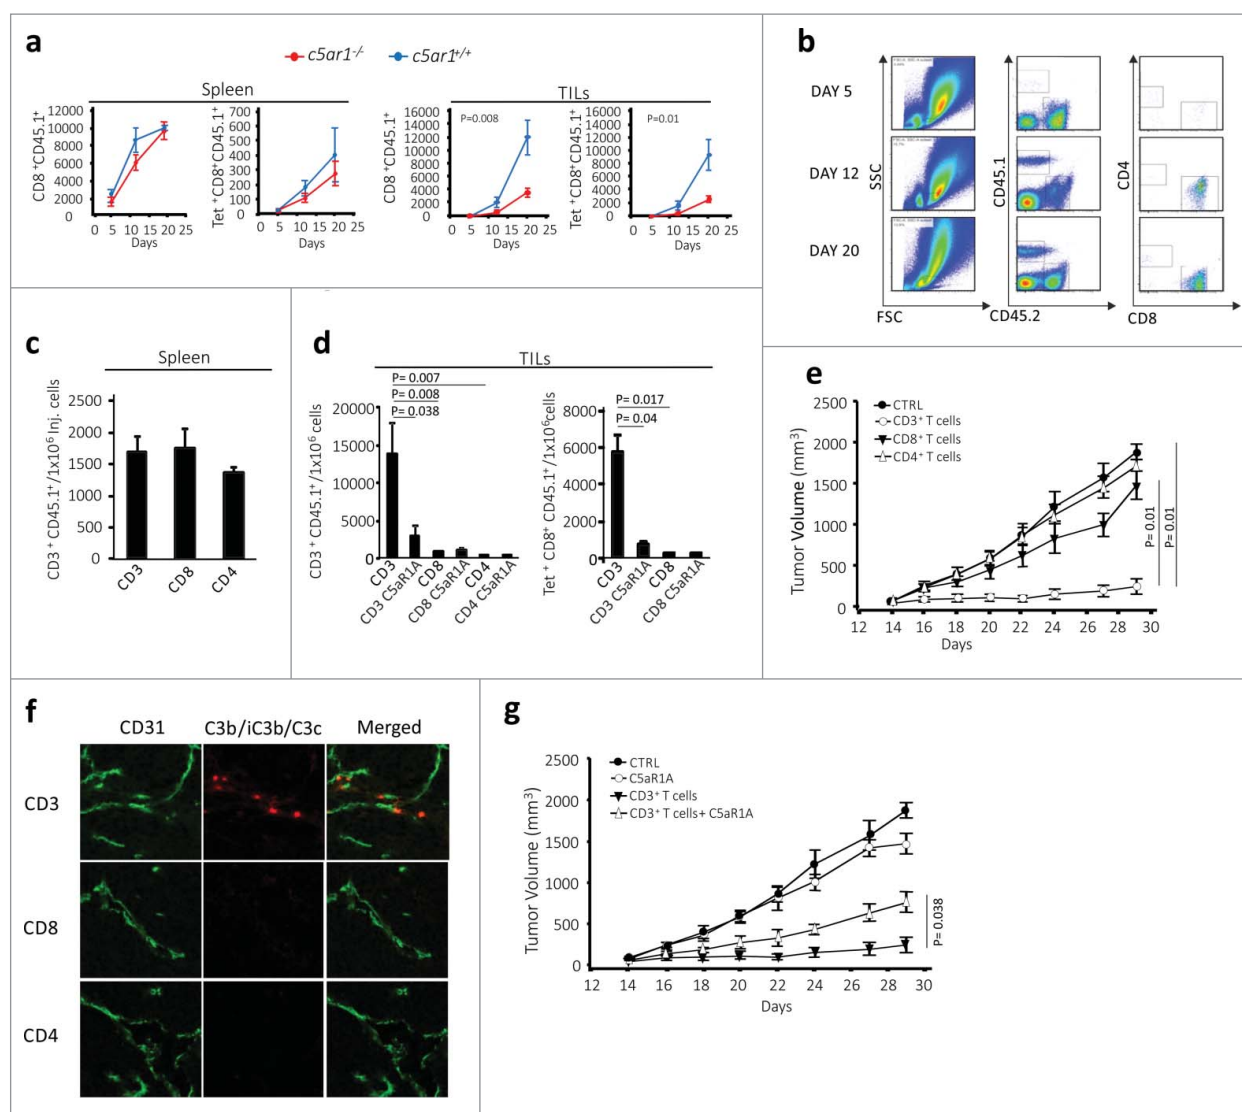 a
c5ar1-/- c5ar1+/+
Spleen
TILs
CD8 +CD45.1+
12000
10000
8000
6000
4000
2000
0
0 5 10 15 20 25
Days
Tet +CD8+CD45.1+
700
600
500
400
300
200
100
0
0 5 10 15 20 25
Days
CD8 +CD45.1+
16000
14000
12000
10000
8000
6000
4000
2000
0
P=0.008
0 5 10 15 20 25
Days
Tet +CD8+CD45.1+
16000
14000
12000
10000
8000
6000
4000
2000
0
P=0.01
0 5 10 15 20 25
Days
b
DAY 5
DAY 12
DAY 20
SSC
CD45.1
CD4
FSC
CD45.2
CD8
c
Spleen
CD3 + CD45.1+/1x106 Inj. cells
2500
2000
1500
1000
500
0
CD3
CD8
CD4
d
TILs
P= 0.007
P= 0.008
P= 0.038
CD3 + CD45.1+/1x106 cells
20000
15000
10000
5000
0
CD3
CD3 C5aR1A
CD8
CD8 C5aR1A
CD4
CD4 C5aR1A
P= 0.017
P= 0.04
Tet + CD8+ CD45.1+/1x106cells
8000
6000
4000
2000
0
CD3
CD3 C5aR1A
CD8
CD8 C5aR1A
e
CTRL
CD3+ T cells
CD8+ T cells
CD4+ T cells
Tumor Volume (mm3)
2500
2000
1500
1000
500
0
P= 0.01
P= 0.01
12 14 16 18 20 22 24 26 28 30
Days
f
CD31 C3b/iC3b/C3c Merged
CD3
CD8
CD4
g
CTRL
C5aR1A
CD3+ T cells
CD3+ T cells+ C5aR1A
Tumor Volume (mm3)
2500
2000
1500
1000
500
0
P= 0.038
12 14 16 18 20 22 24 26 28 30
Days